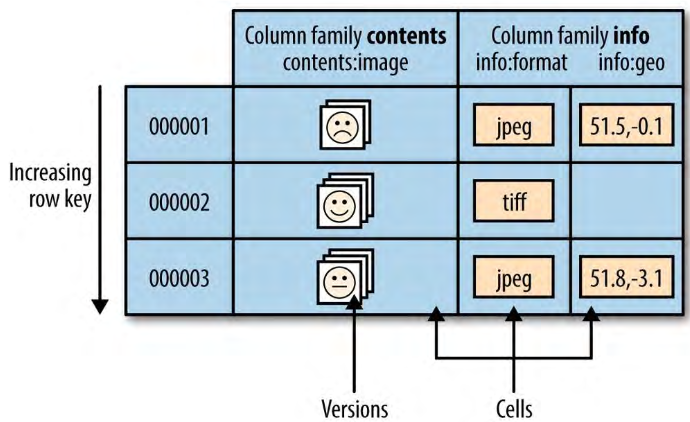 Column family contents
contents:image
Column family info
info:format info:geo
Increasing
row key
000001
jpeg
51.5,-0.1
000002
tiff
000003
jpeg
51.8,-3.1
Versions
Cells